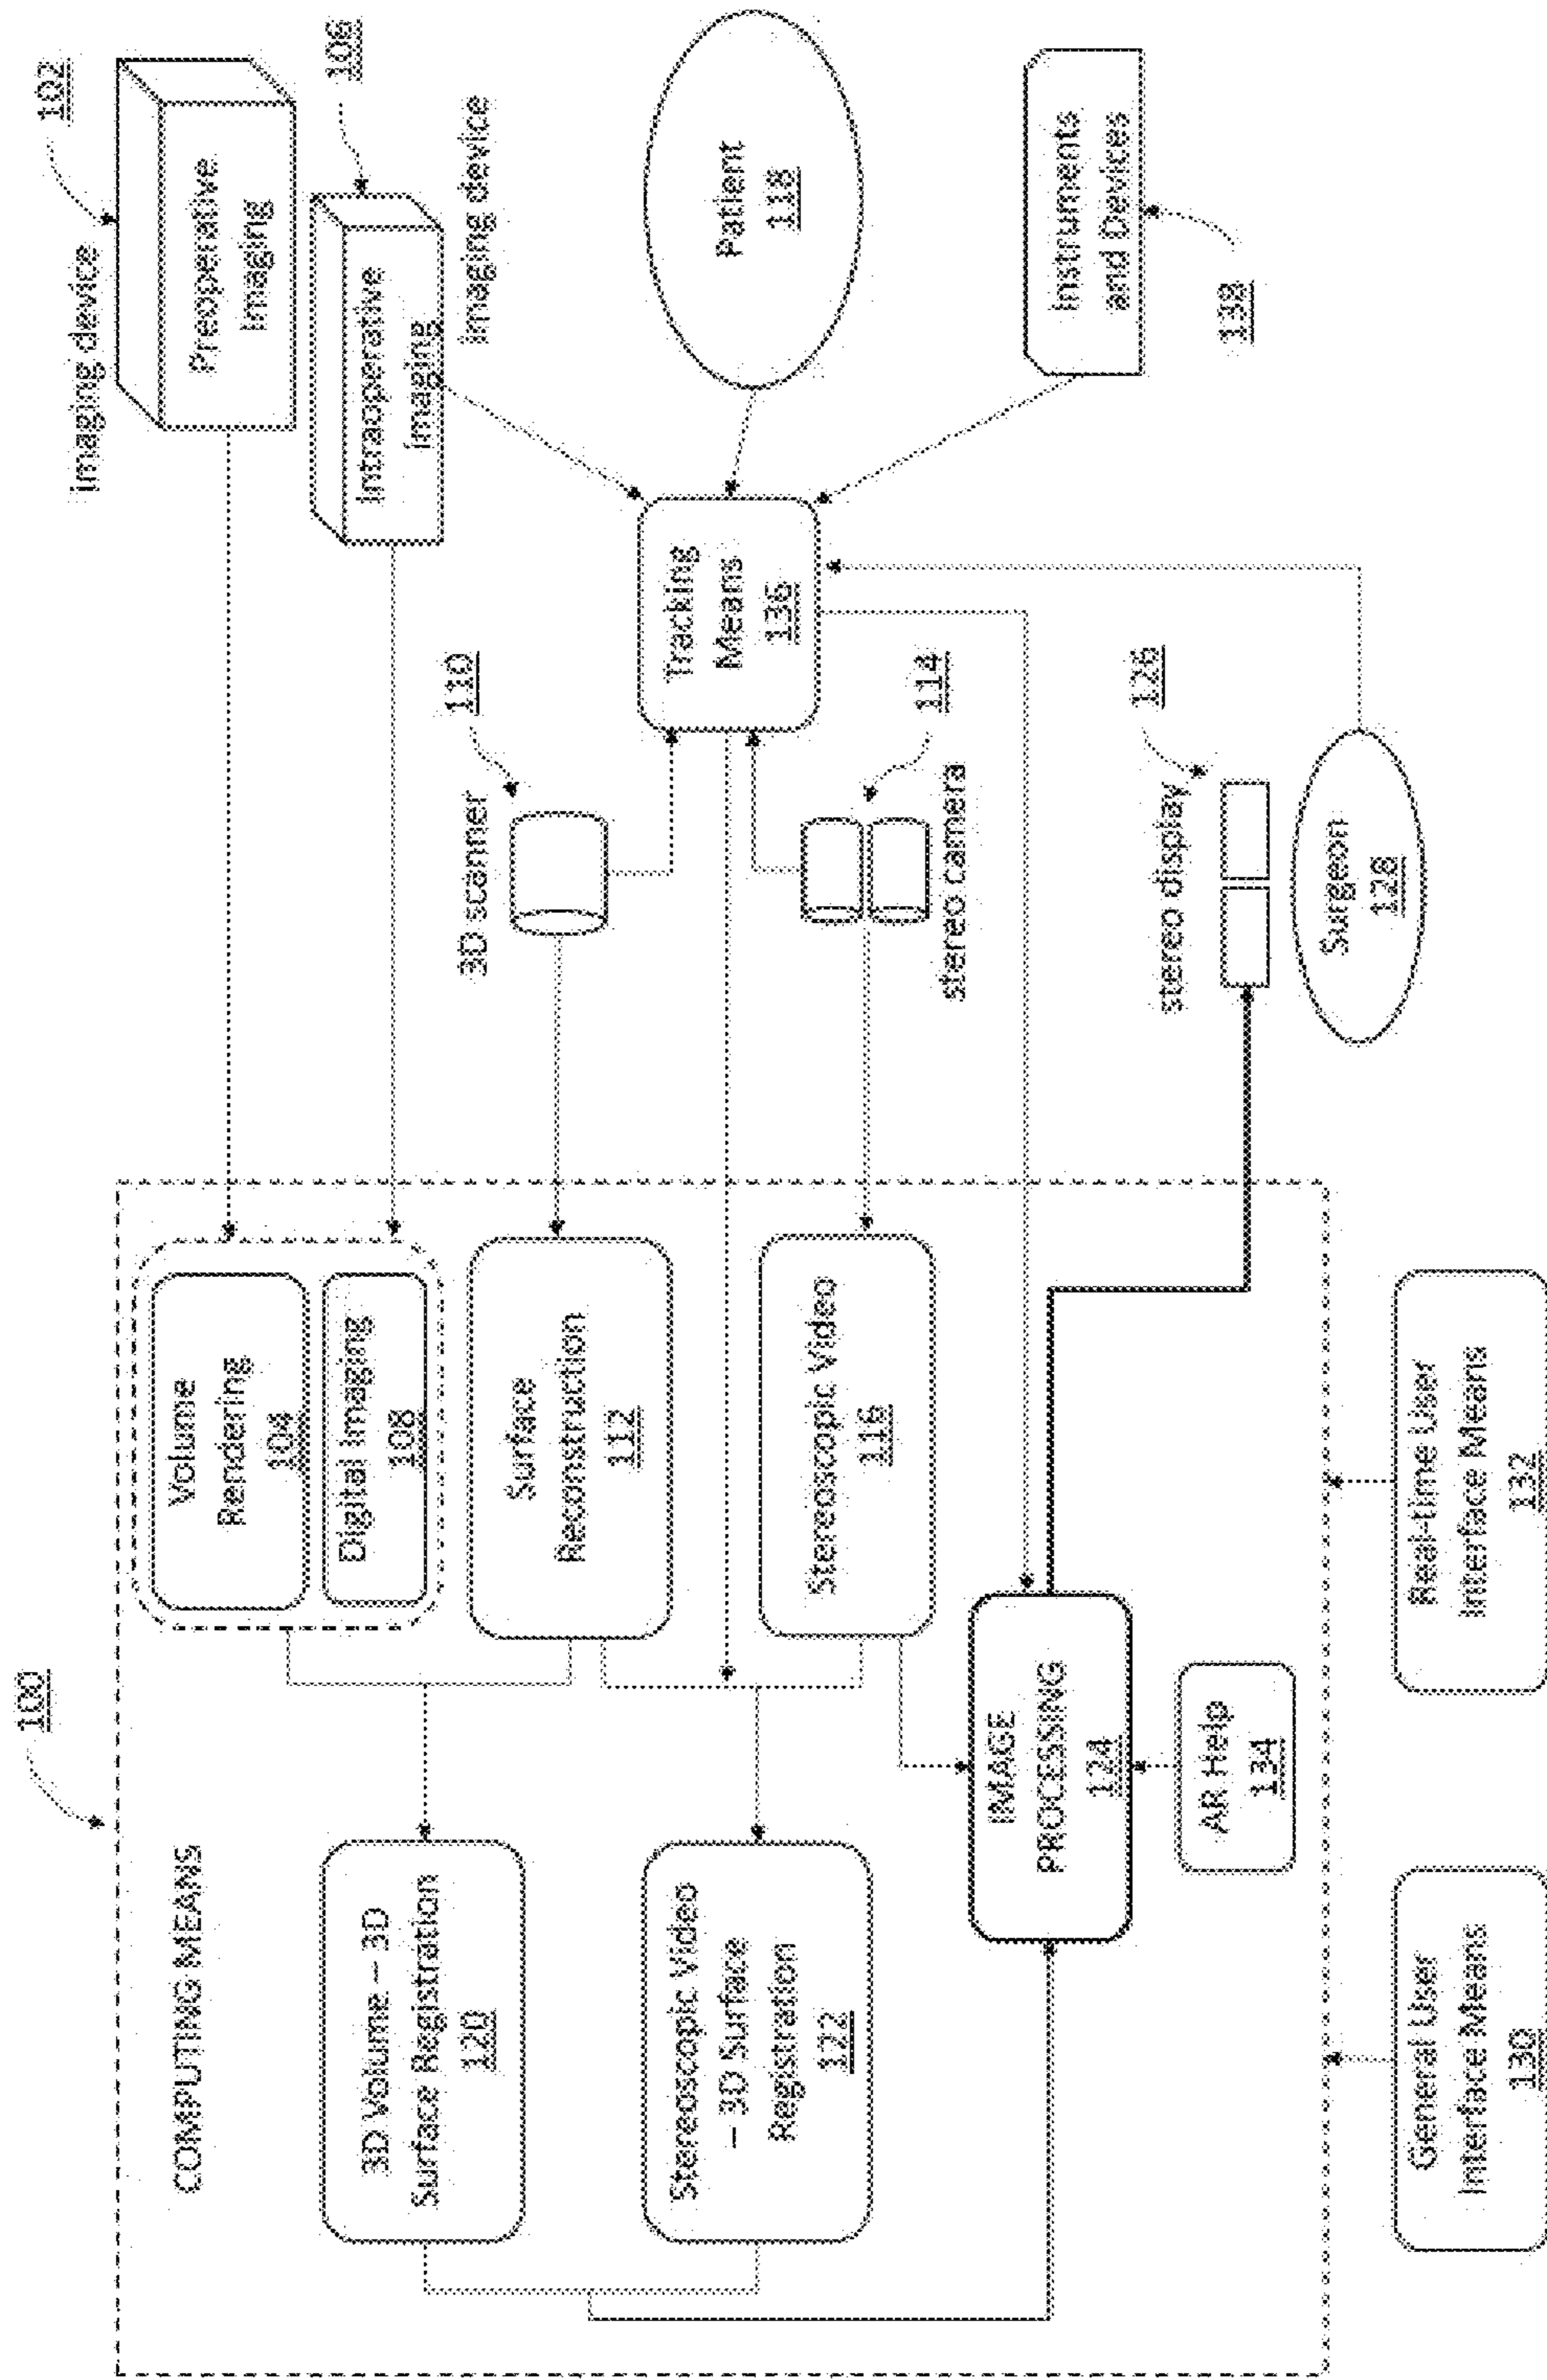 100
COMPUTING MEANS
imaging device
102
Preoperative
Imaging
106
Intraoperative
Imaging
imaging device
Volume
Rendering
104
Digital Imaging
108
3D Volume – 3D
Surface Registration
120
Surface
Reconstruction
112
3D scanner
110
Tracking
Means
136
Patient
118
Stereoscopic Video
– 3D Surface
Registration
122
Stereoscopic Video
116
114
stereo camera
IMAGE
PROCESSING
124
Instruments
and Devices
138
AR Help
134
stereo display
126
Surgeon
128
General User
Interface Means
130
Real-time User
Interface Means
132